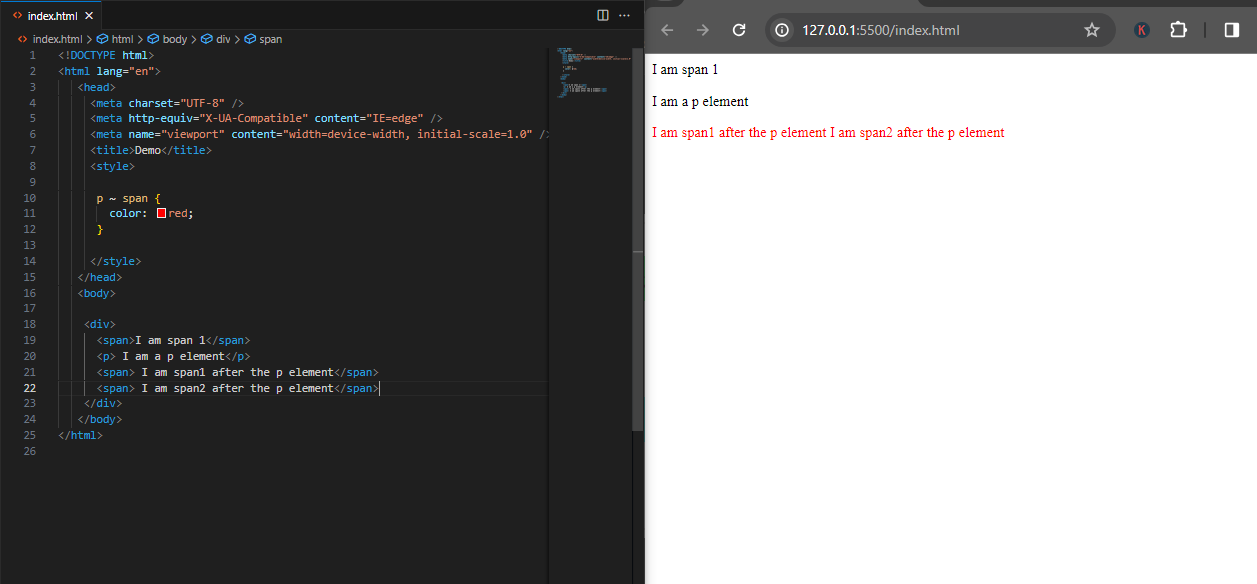 index.html
index.html > html > body > div > span
1 <!DOCTYPE html>
2 <html lang="en">
3 <head>
4 <meta charset="UTF-8" />
5 <meta http-equiv="X-UA-Compatible" content="IE=edge" />
6 <meta name="viewport" content="width=device-width, initial-scale=1.0" />
7 <title>Demo</title>
8 <style>
9
10 p ~ span {
11 color: red;
12 }
13
14 </style>
15 </head>
16 <body>
17
18 <div>
19 <span>I am span 1</span>
20 <p> I am a p element</p>
21 <span> I am span1 after the p element</span>
22 <span> I am span2 after the p element</span>
23 </div>
24 </body>
25 </html>
26
127.0.0.1:5500/index.html
K
I am span 1
I am a p element
I am span1 after the p element I am span2 after the p element